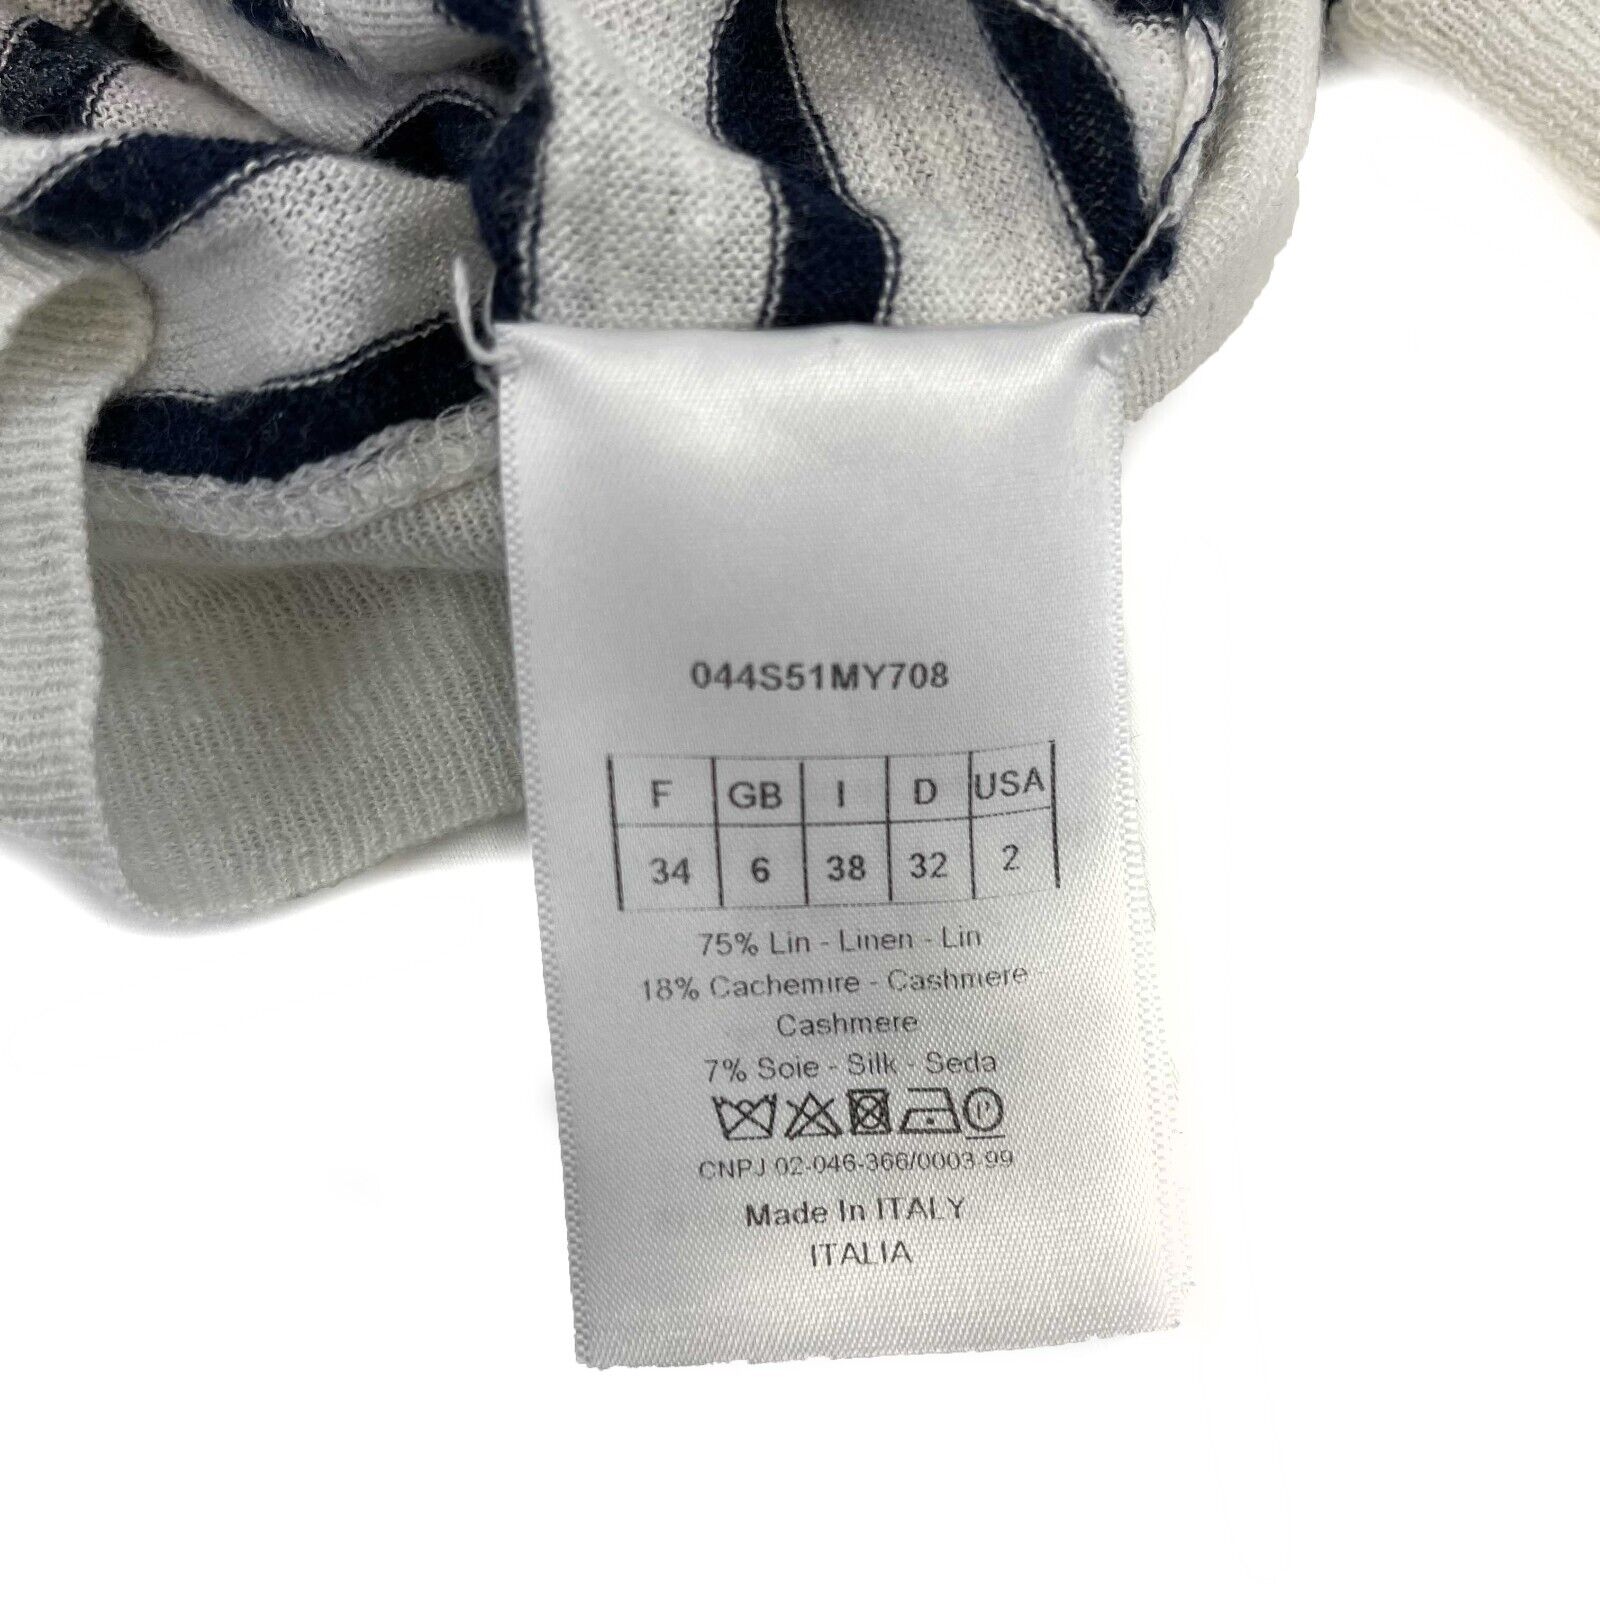 044S51MY708
F GB I D USA
34 6 38 32 2
75% Lin - Linen - Lin
18% Cachemire - Cashmere
Cashmere
7% Soie - Silk - Seda
P
CNPJ 02-046-366/0003-99
Made In ITALY
ITALIA